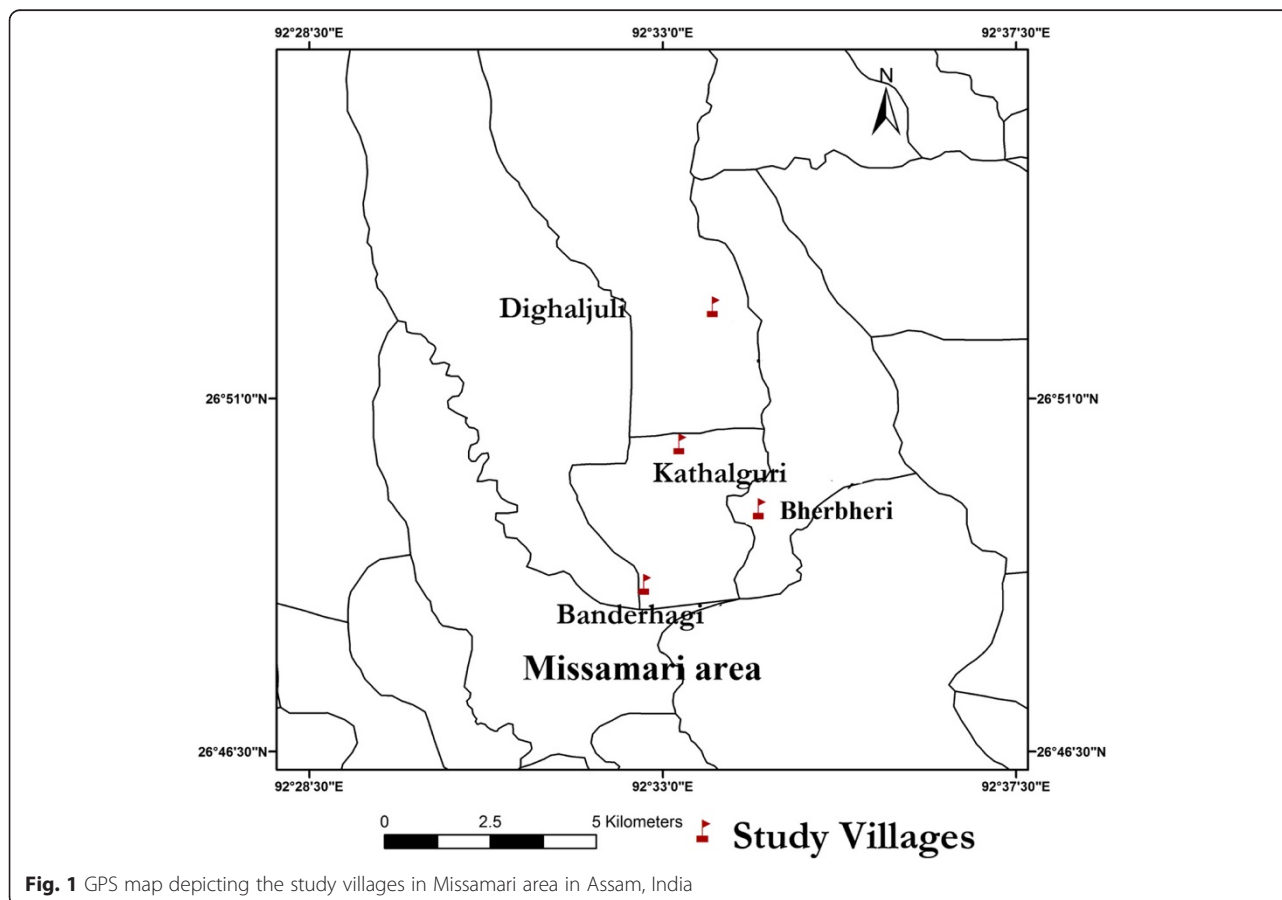 92°28'30"E 92°33'0"E 92°37'30"E
N
Dighaljuli
26°51'0"N 26°51'0"N
Kathalguri
Bherbheri
Banderhagi
Missamari area
26°46'30"N 26°46'30"N
92°28'30"E 92°33'0"E 92°37'30"E
0 2.5 5 Kilometers
Study Villages
Fig. 1 GPS map depicting the study villages in Missamari area in Assam, India